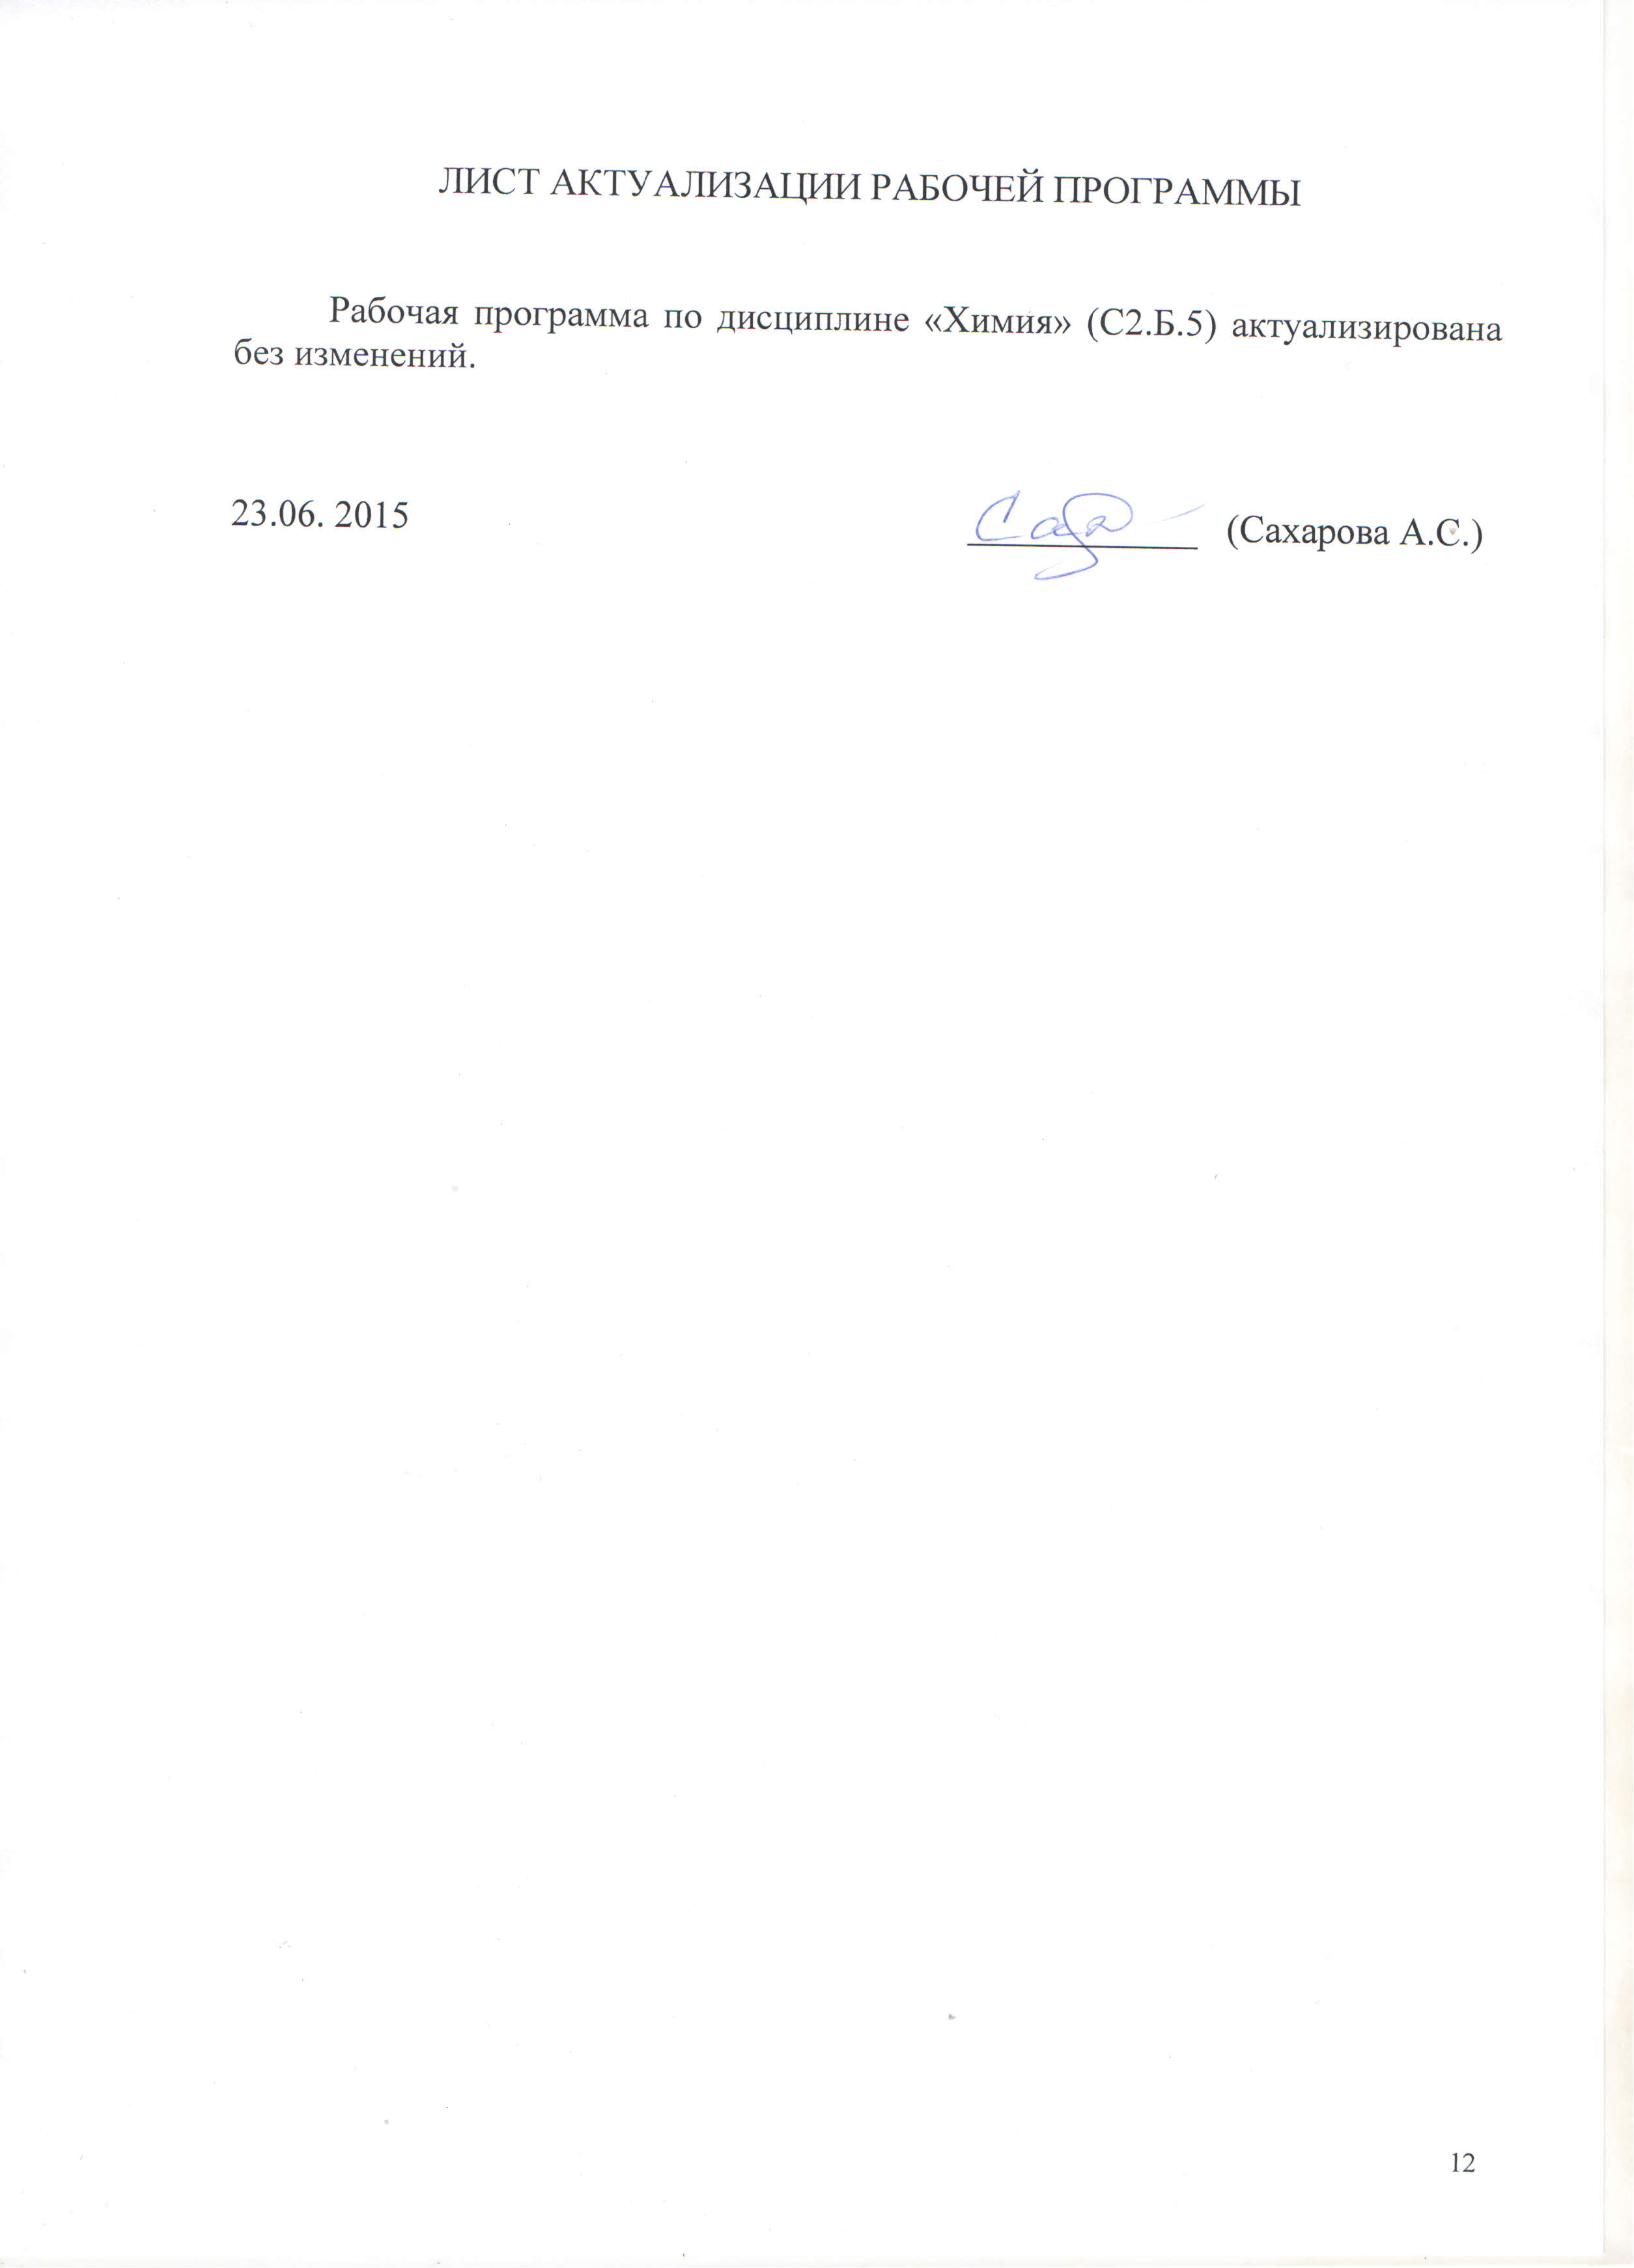 ЛИСТ АКТУАЛИЗАЦИИ РАБОЧЕЙ ПРОГРАММЫ
Рабочая программа по дисциплине «Химия» (С2.Б.5) актуализирована
без изменений.
23.06. 2015 (Сахарова А.С.)
12